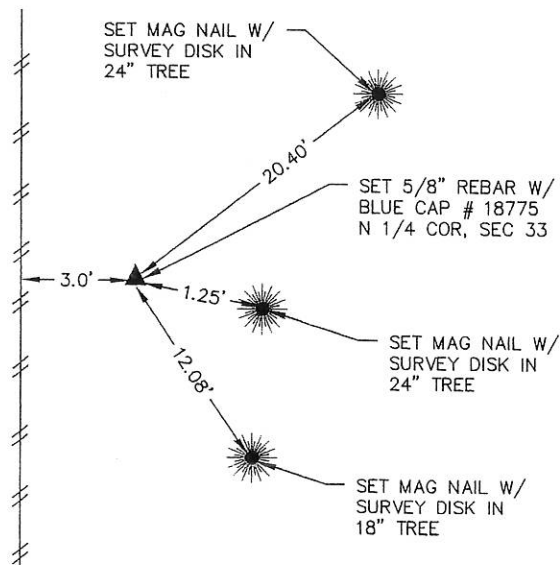 SET MAG NAIL W/
SURVEY DISK IN
24" TREE
20.40'
SET 5/8" REBAR W/
BLUE CAP # 18775
N 1/4 COR, SEC 33
3.0'
1.25'
12.08'
SET MAG NAIL W/
SURVEY DISK IN
24" TREE
SET MAG NAIL W/
SURVEY DISK IN
18" TREE